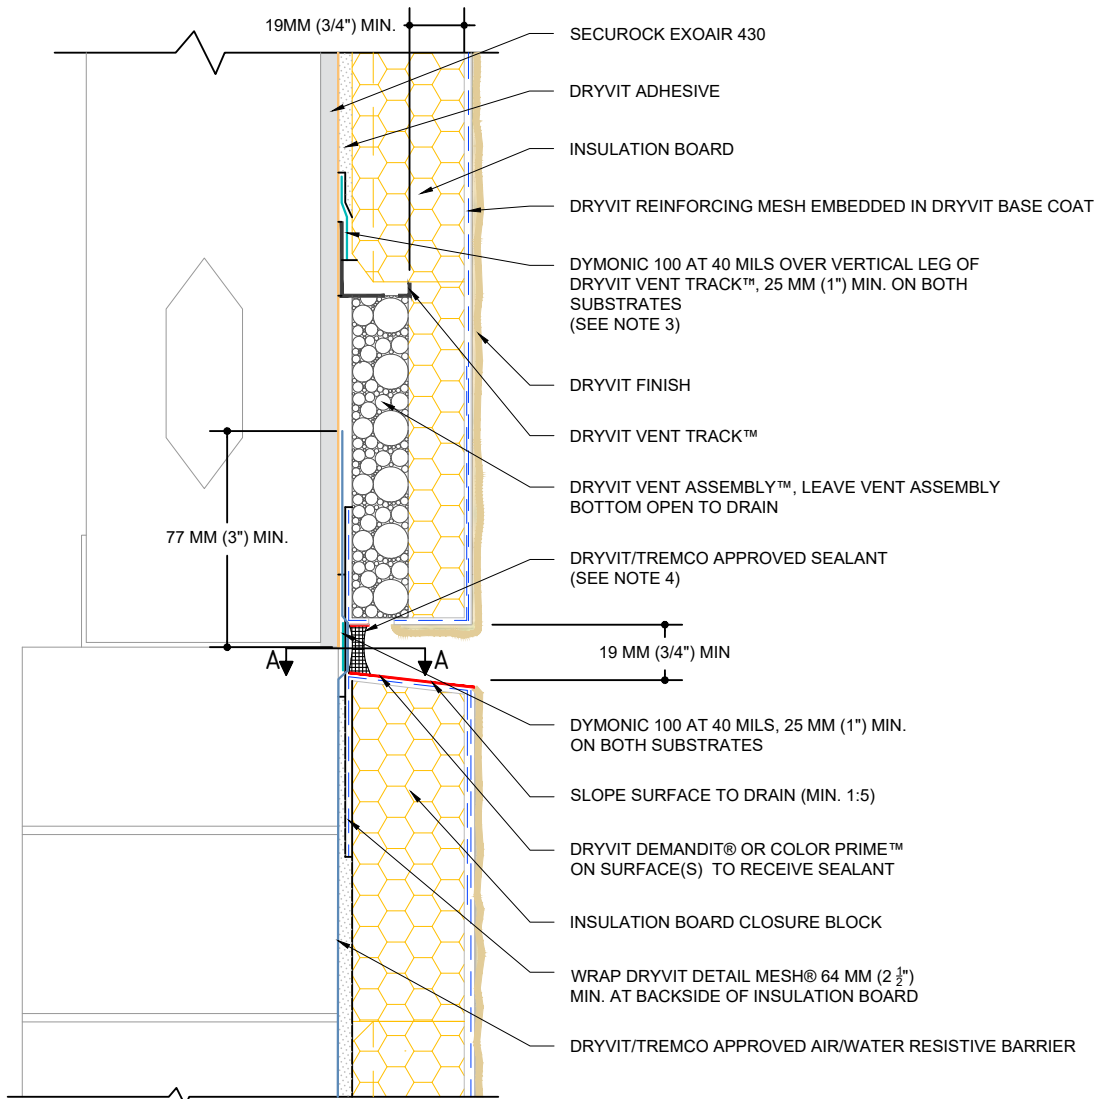 19MM (3/4") MIN.
SECUROCK EXOAIR 430
DRYVIT ADHESIVE
INSULATION BOARD
DRYVIT REINFORCING MESH EMBEDDED IN DRYVIT BASE COAT
DYMONIC 100 AT 40 MILS OVER VERTICAL LEG OF
DRYVIT VENT TRACK™, 25 MM (1") MIN. ON BOTH
SUBSTRATES
(SEE NOTE 3)
DRYVIT FINISH
DRYVIT VENT TRACK™
DRYVIT VENT ASSEMBLY™, LEAVE VENT ASSEMBLY
BOTTOM OPEN TO DRAIN
77 MM (3") MIN.
DRYVIT/TREMCO APPROVED SEALANT
(SEE NOTE 4)
19 MM (3/4") MIN
A A
DYMONIC 100 AT 40 MILS, 25 MM (1") MIN.
ON BOTH SUBSTRATES
SLOPE SURFACE TO DRAIN (MIN. 1:5)
DRYVIT DEMANDIT® OR COLOR PRIME™
ON SURFACE(S) TO RECEIVE SEALANT
INSULATION BOARD CLOSURE BLOCK
WRAP DRYVIT DETAIL MESH® 64 MM (2 1/2")
MIN. AT BACKSIDE OF INSULATION BOARD
DRYVIT/TREMCO APPROVED AIR/WATER RESISTIVE BARRIER